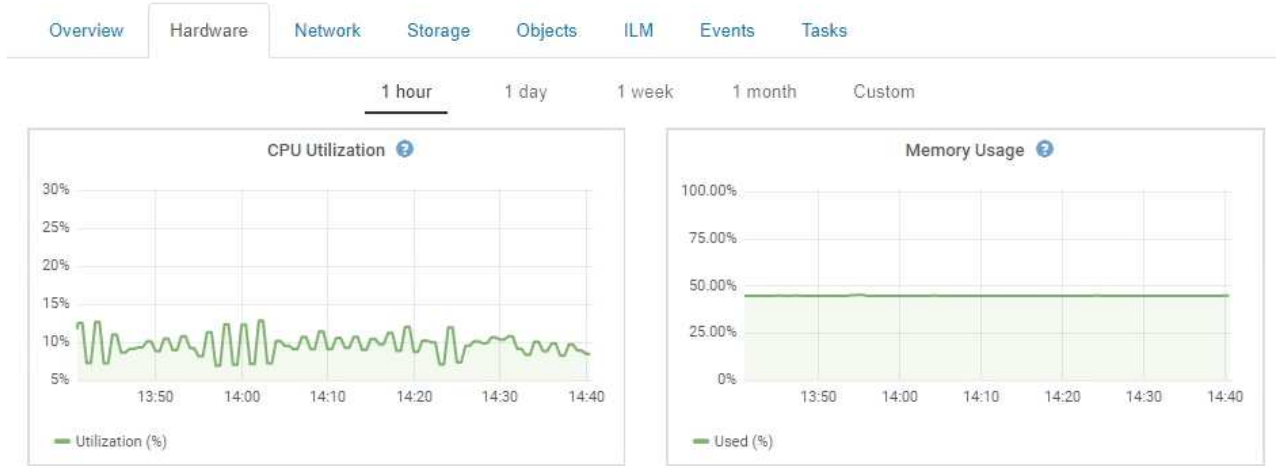 Overview Hardware Network Storage Objects ILM Events Tasks
1 hour 1 day 1 week 1 month Custom
CPU Utilization ?
30%
25%
20%
15%
10%
5%
13:50 14:00 14:10 14:20 14:30 14:40
Utilization (%)
Memory Usage ?
100.00%
75.00%
50.00%
25.00%
0%
13:50 14:00 14:10 14:20 14:30 14:40
Used (%)